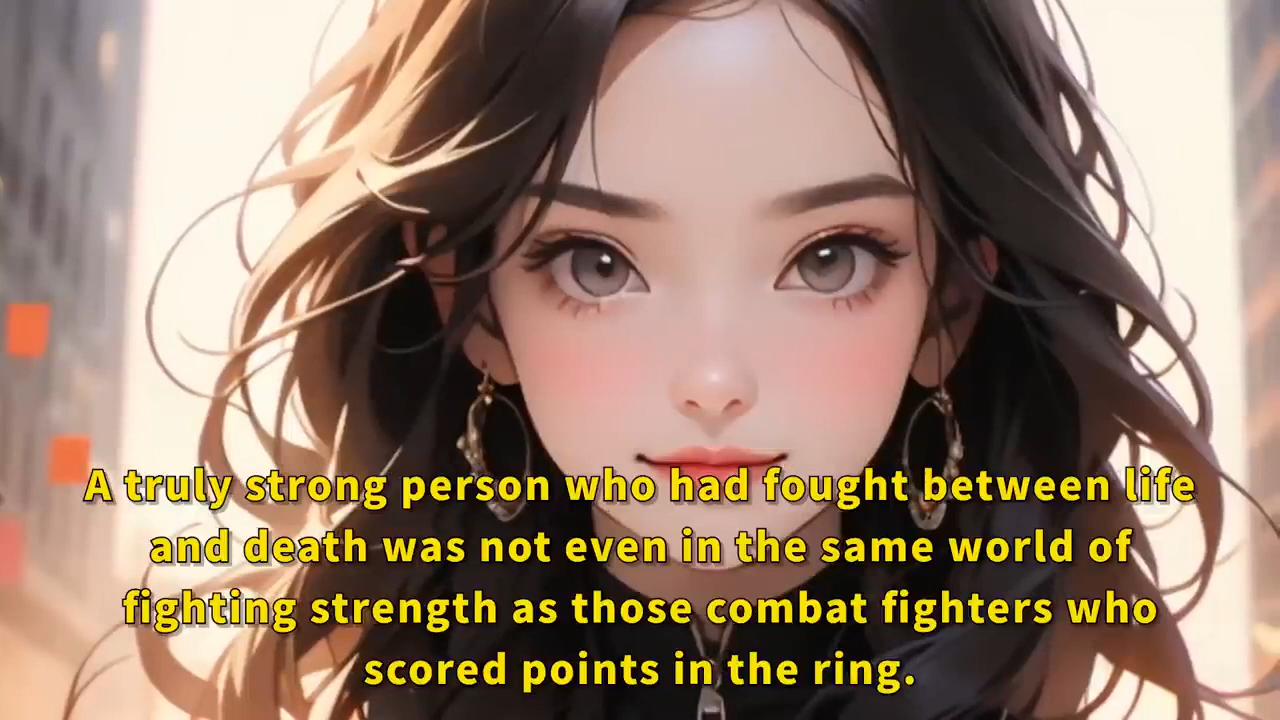 A truly strong person who had fought between life
and death was not even in the same world of
fighting strength as those combat fighters who
scored points in the ring.